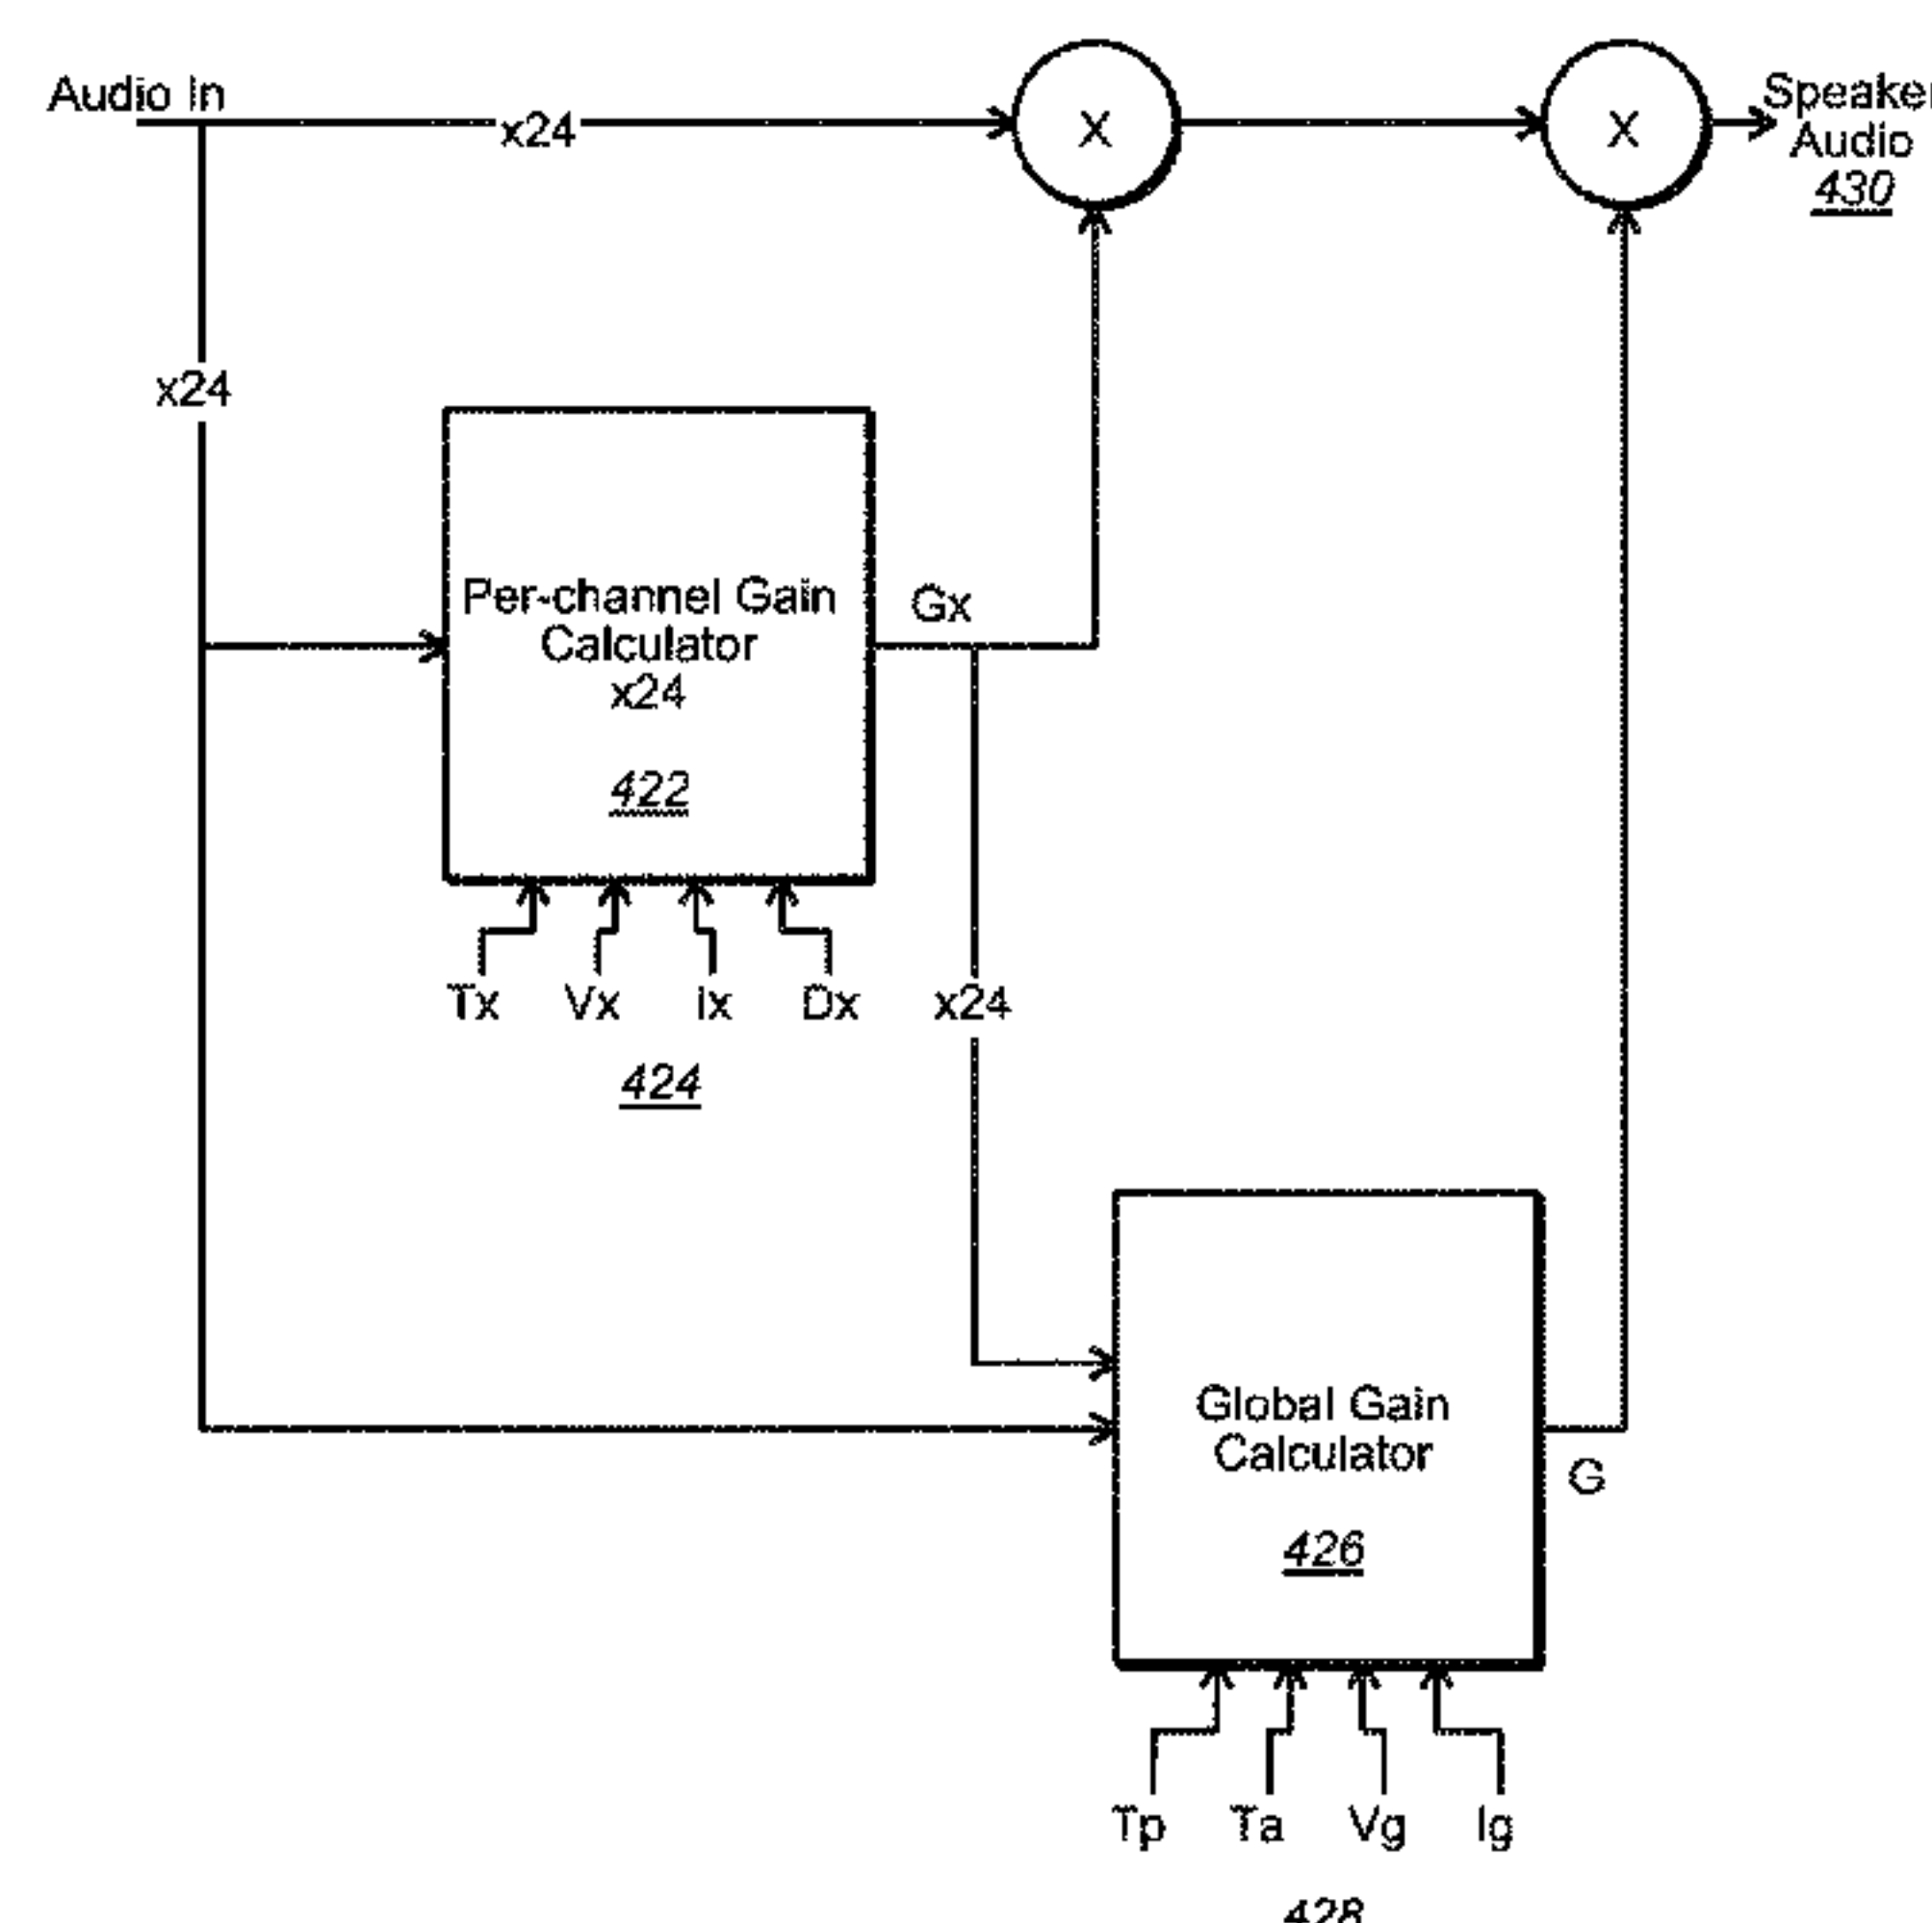 Audio In
x24
X
X
Audio
430
x24
Per-channel Gain
Calculator
x24
422
Gx
Tx Vx Ix Dx
424
x24
Global Gain
Calculator
426
G
Tp Ta Vg Ig
428